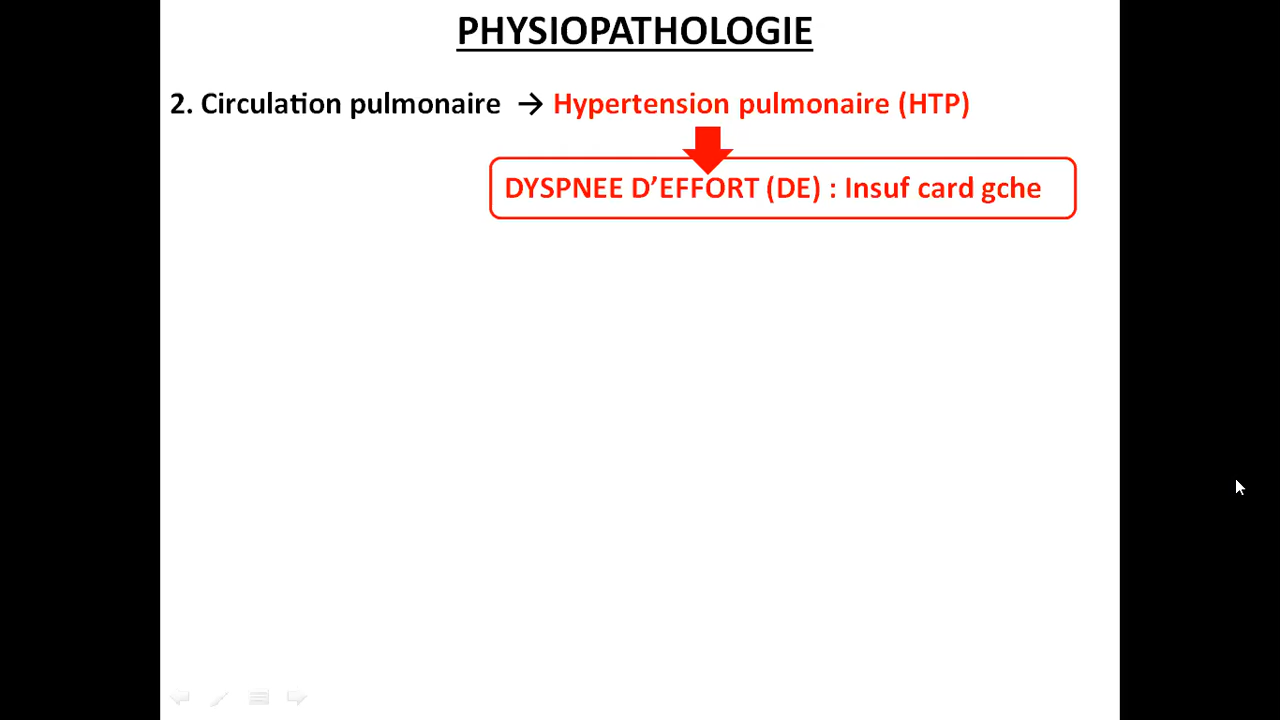 PHYSIOPATHOLOGIE
2. Circulation pulmonaire → Hypertension pulmonaire (HTP)
DYSPNEE D’EFFORT (DE) : Insuf card gche